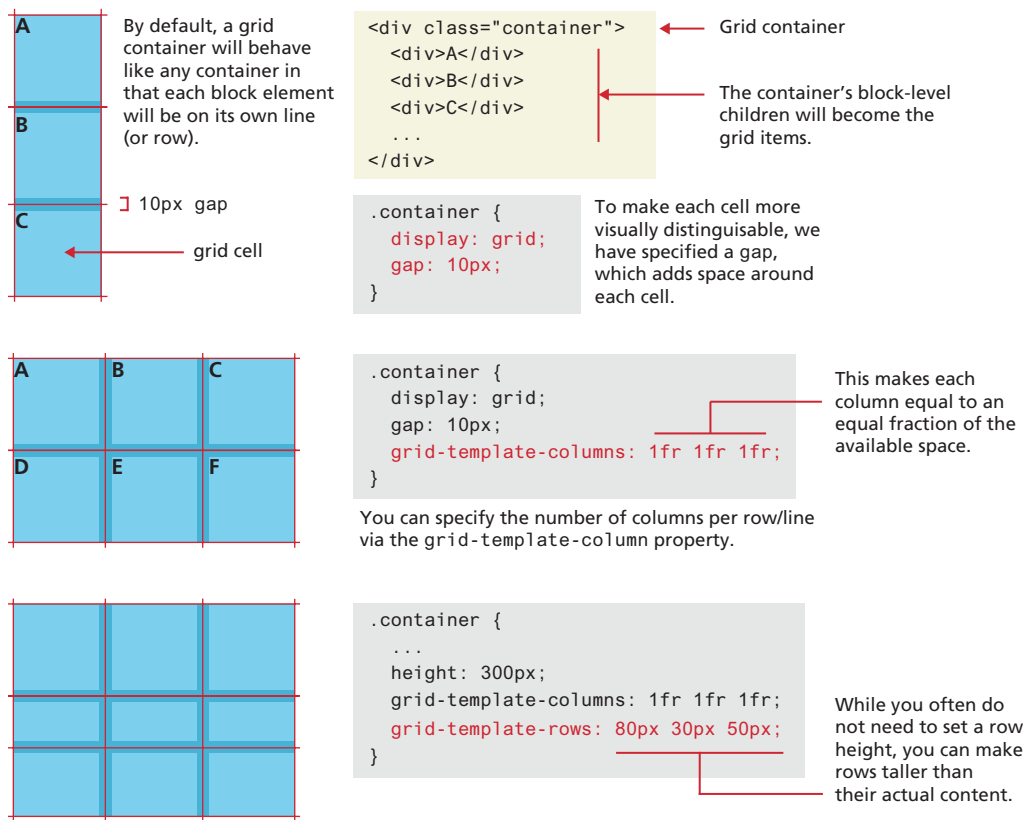 A
B
C
By default, a grid
container will behave
like any container in
that each block element
will be on its own line
(or row).
10px gap
grid cell
<div class="container">
<div>A</div>
<div>B</div>
<div>C</div>
...
</div>
Grid container
The container's block-level
children will become the
grid items.
.container {
display: grid;
gap: 10px;
}
To make each cell more
visually distinguisable, we
have specified a gap,
which adds space around
each cell.
A B C
D E F
.container {
display: grid;
gap: 10px;
grid-template-columns: 1fr 1fr 1fr;
}
This makes each
column equal to an
equal fraction of the
available space.
You can specify the number of columns per row/line
via the grid-template-column property.
.container {
...
height: 300px;
grid-template-columns: 1fr 1fr 1fr;
grid-template-rows: 80px 30px 50px;
}
While you often do
not need to set a row
height, you can make
rows taller than
their actual content.